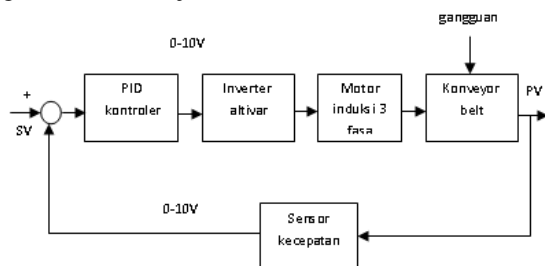 gangguan
0-10V
+
SV
PID
kontroler
Inverter
altivar
Motor
induksi 3
fasa
Konveyor
belt
PV
0-10V
Sensor
kecepatan